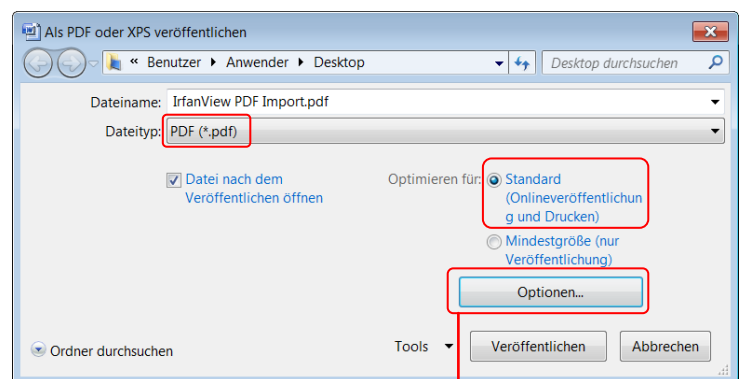 Als PDF oder XPS veröffentlichen
« Benutzer Anwender Desktop
Desktop durchsuchen
Dateiname: IrfanView PDF Import.pdf
Dateityp: PDF (*.pdf)
Datei nach dem
Veröffentlichen öffnen
Optimieren für:
Standard
(Onlineveröffentlichun
g und Drucken)
Mindestgröße (nur
Veröffentlichung)
Optionen...
Ordner durchsuchen
Tools
Veröffentlichen
Abbrechen